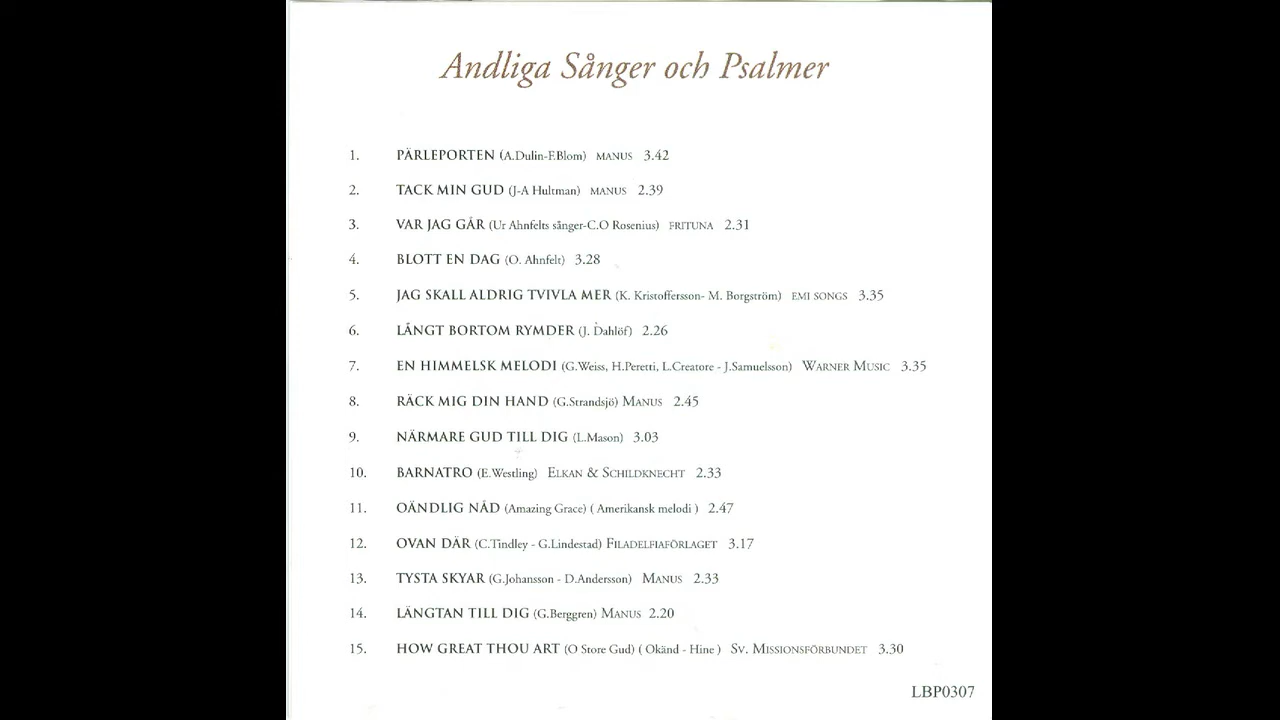 Andliga Sånger och Psalmer
1. PÄRLEPORTEN (A.Dulin-F.Blom) MANUS 3.42
2. TACK MIN GUD (J-A Hultman) MANUS 2.39
3. VAR JAG GÅR (Ur Ahnfelts sånger-C.O Rosenius) FRITUNA 2.31
4. BLOTT EN DAG (O. Ahnfelt) 3.28
5. JAG SKALL ALDRIG TVIVLA MER (K. Kristoffersson- M. Borgström) EMI SONGS 3.35
6. LÅNGT BORTOM RYMDER (J. Dahlöf) 2.26
7. EN HIMMELSK MELODI (G.Weiss, H.Peretti, L.Creatore - J.Samuelsson) WARNER MUSIC 3.35
8. RÄCK MIG DIN HAND (G.Strandsjö) MANUS 2.45
9. NÄRMARE GUD TILL DIG (L.Mason) 3.03
10. BARNATRO (E.Westling) ELKAN & SCHILDKNECHT 2.33
11. OÄNDLIG NÅD (Amazing Grace) ( Amerikansk melodi ) 2.47
12. OVAN DÄR (C.Tindley - G.Lindestad) FILADELFIAFÖRLAGET 3.17
13. TYSTA SKYAR (G.Johansson - D.Andersson) MANUS 2.33
14. LÄNGTAN TILL DIG (G.Berggren) MANUS 2.20
15. HOW GREAT THOU ART (O Store Gud) ( Okänd - Hine ) SV. MISSIONSFÖRBUNDET 3.30
LBP0307